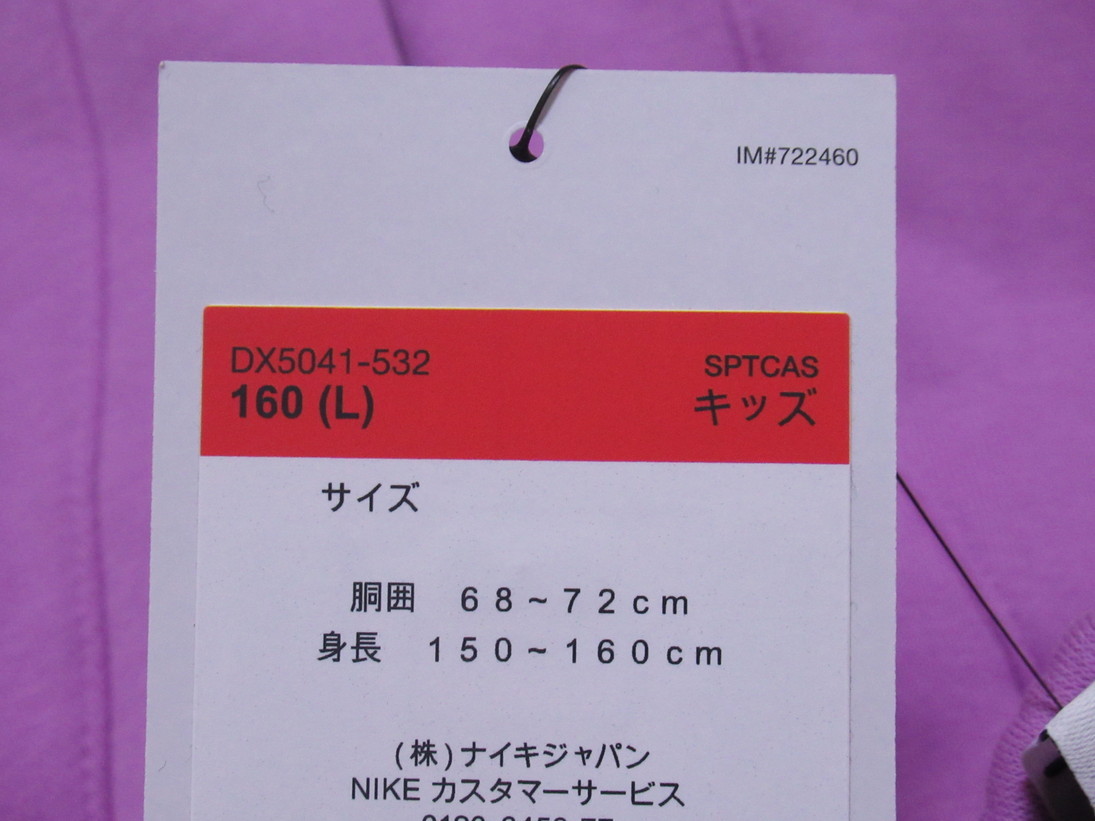 IM#722460
DX5041-532
SPTCAS
160 (L)
キッズ
サイズ
胴囲 68~72cm
身長 150~160cm
(株)ナイキジャパン
NIKE カスタマーサービス